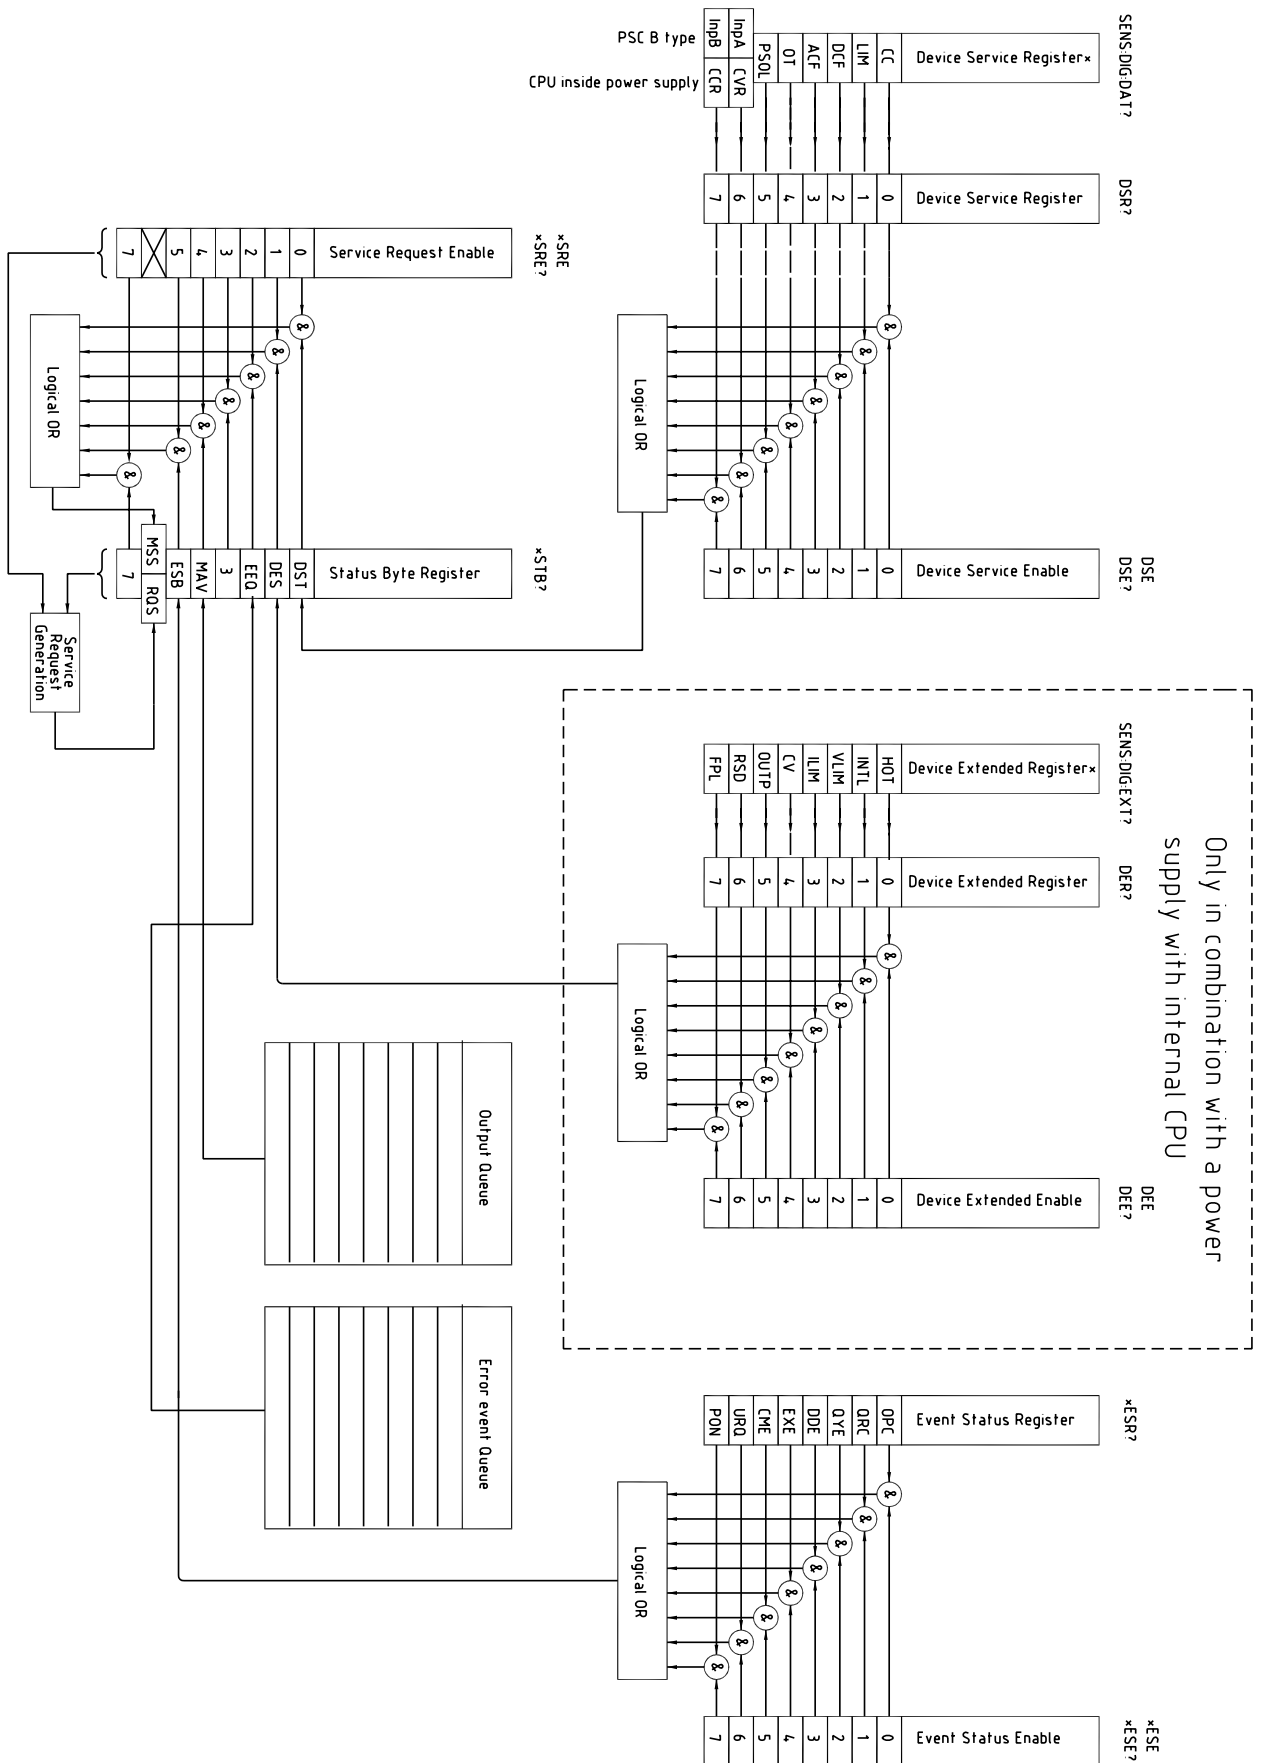 SENS:DIG:DAT?
Device Service Register×
CC
LIM
DCF
ACF
OT
PSOL
InpA
CVR
InpB
CCR
PSC B type
CPU inside power supply
DSR?
Device Service Register
0
1
2
3
4
5
6
7
&
&
&
&
&
&
&
&
Logical OR
DSE
DSE?
Device Service Enable
0
1
2
3
4
5
6
7
Only in combination with a power
supply with internal CPU
SENS:DIG:EXT?
Device Extended Register×
HOT
INTL
VLIM
ILIM
CV
OUTP
RSD
FPL
DER?
Device Extended Register
0
1
2
3
4
5
6
7
&
&
&
&
&
&
&
&
Logical OR
DEE
DEE?
Device Extended Enable
0
1
2
3
4
5
6
7
×ESR?
Event Status Register
OPC
QRC
QYE
DDE
EXE
CME
URQ
PON
&
&
&
&
&
&
&
&
Logical OR
×ESE
×ESE?
Event Status Enable
0
1
2
3
4
5
6
7
×SRE
×SRE?
Service Request Enable
0
1
2
3
4
5
7
&
&
&
&
&
&
&
Logical OR
×STB?
Status Byte Register
DST
DES
EEQ
3
MAV
ESB
MSS
RQS
7
Service
Request
Generation
Output Queue
Error event Queue